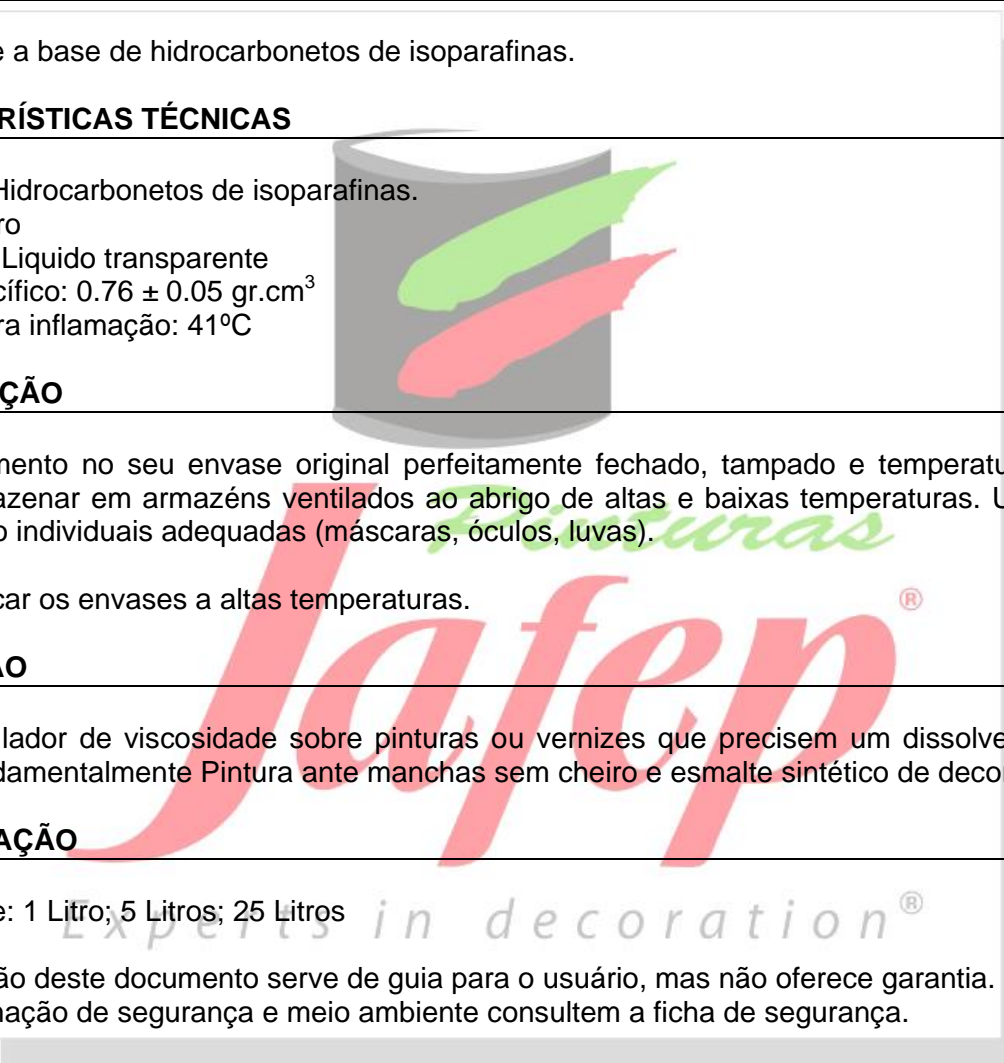 e a base de hidrocarbonetos de isoparafinas.
RÍSTICAS TÉCNICAS
Hidrocarbonetos de isoparafinas.
ro
Liquido transparente
cífico: 0.76 ± 0.05 gr.cm³
ra inflamação: 41ºC
ÇÃO
mento no seu envase original perfeitamente fechado, tampado e temperatu
azenar em armazéns ventilados ao abrigo de altas e baixas temperaturas. U
o individuais adequadas (máscaras, óculos, luvas).
Pinturas
car os envases a altas temperaturas.
Jafep®
ÃO
lador de viscosidade sobre pinturas ou vernizes que precisem um dissolve
damentalmente Pintura ante manchas sem cheiro e esmalte sintético de deco
AÇÃO
e: 1 Litro; 5 Litros; 25 Litros
Experts in decoration®
ão deste documento serve de guia para o usuário, mas não oferece garantia.
mação de segurança e meio ambiente consultem a ficha de segurança.